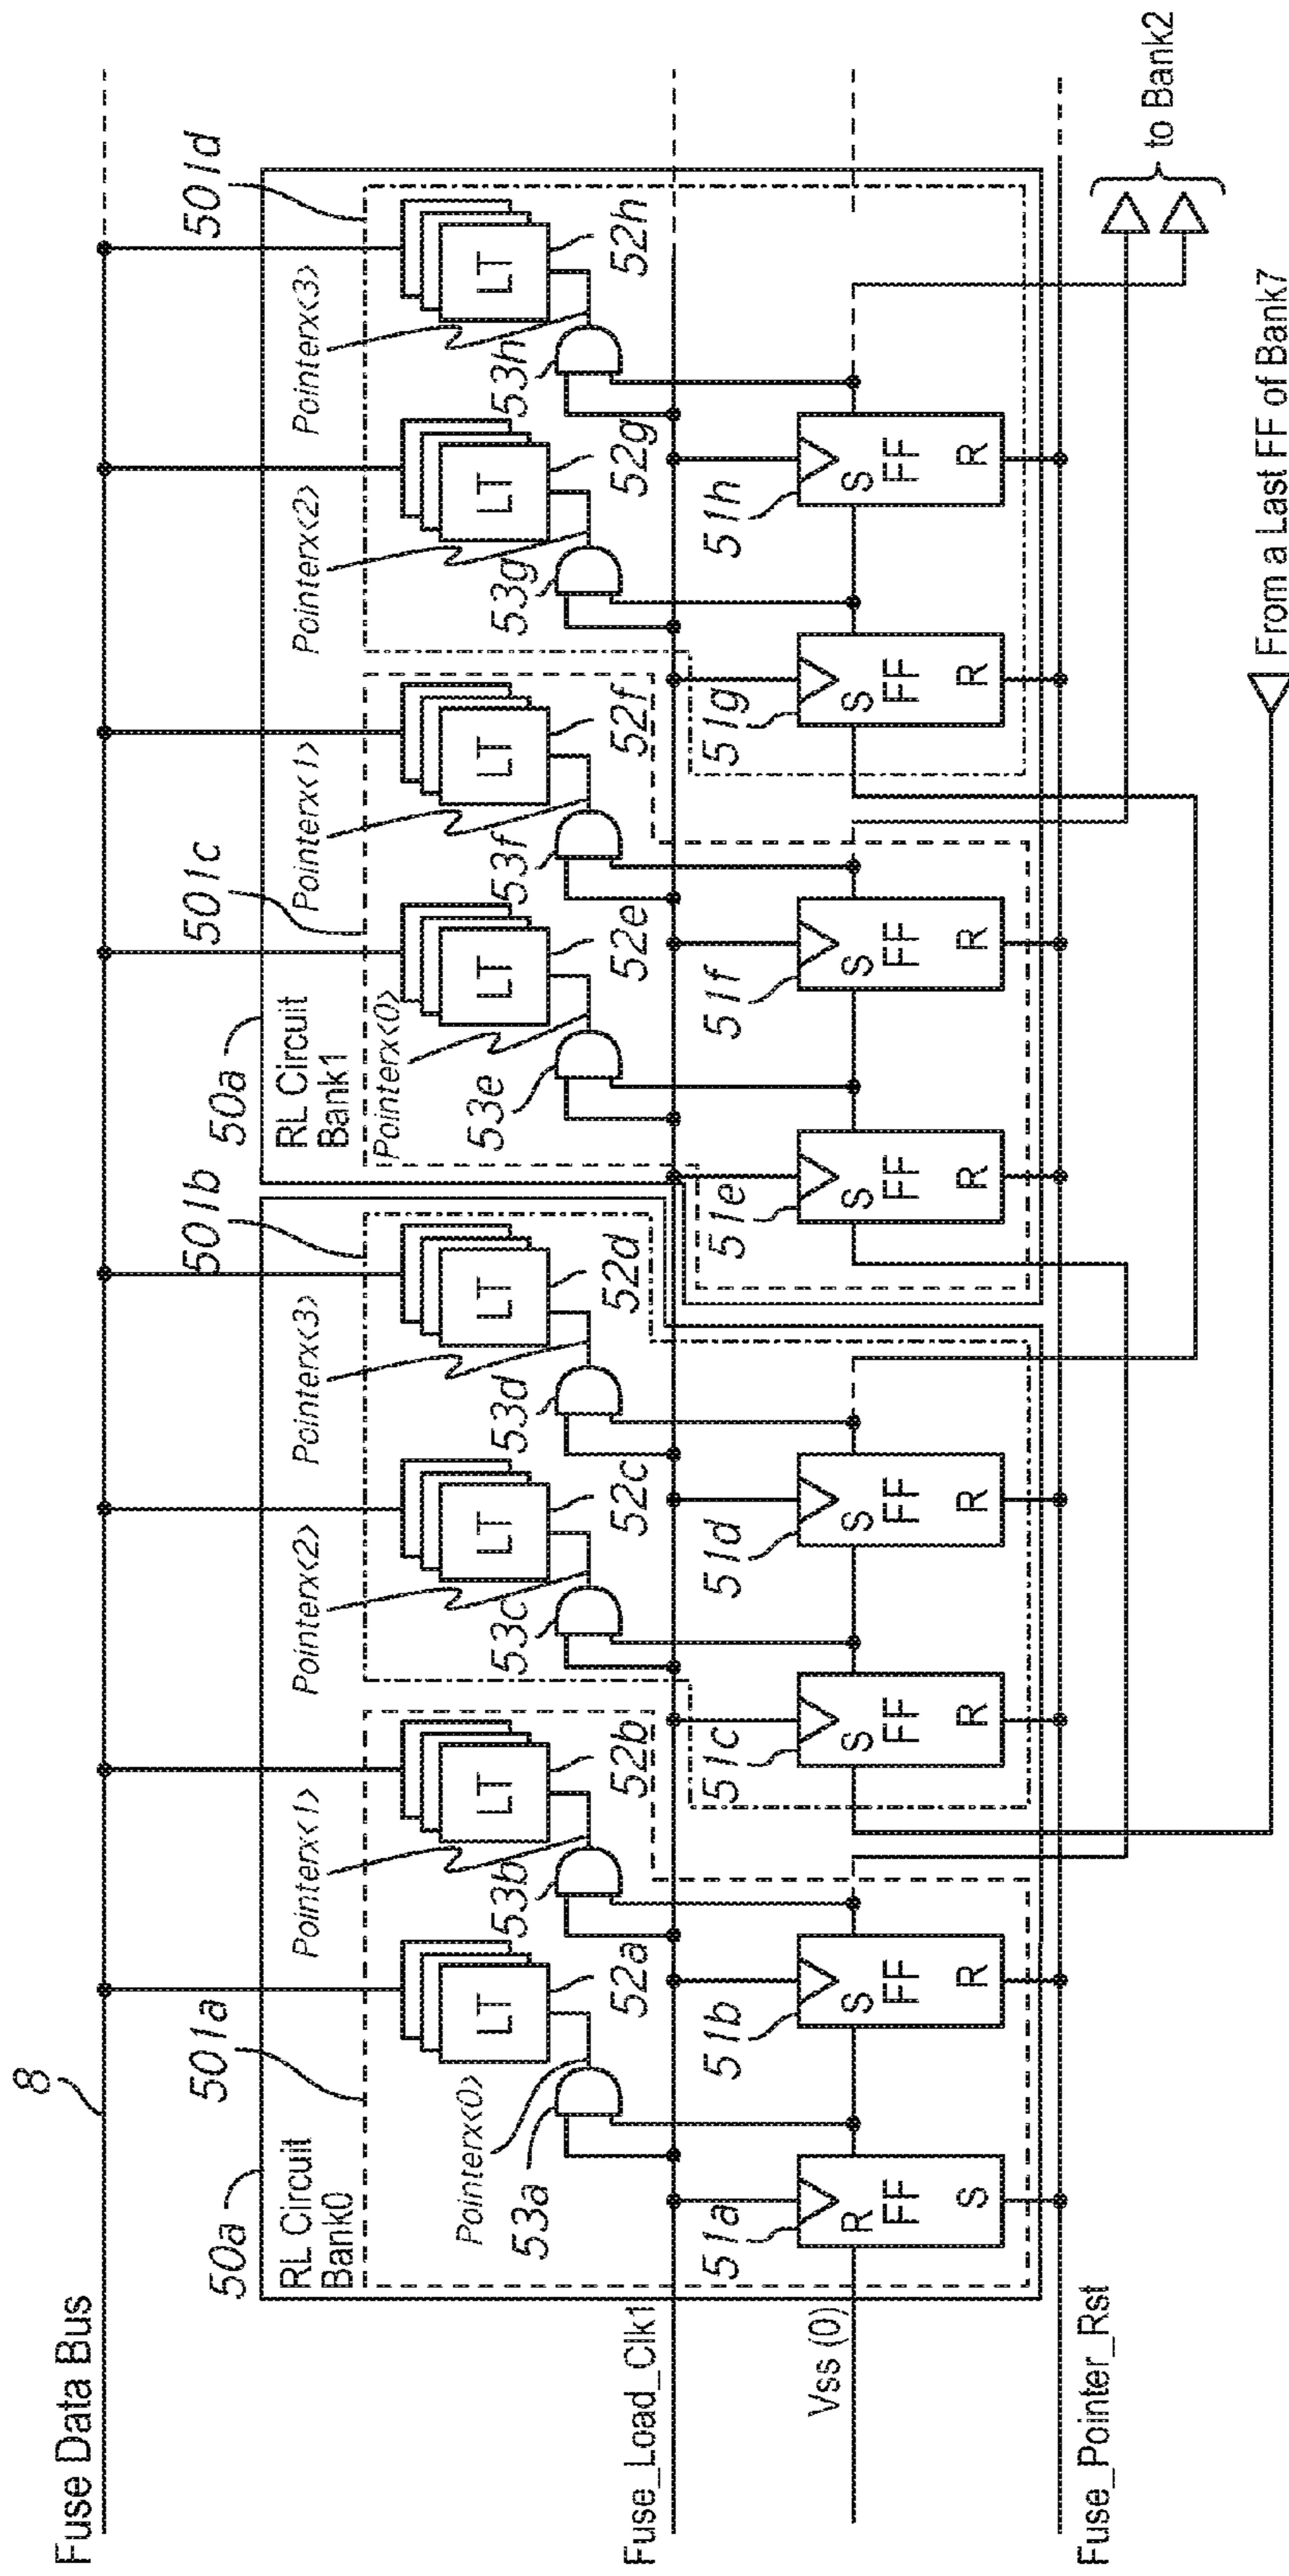 8
Fuse Data Bus
50a
501a
501b
50a
501c
501d
RL Circuit
Bank0
Pointerx<0>
Pointerx<1>
Pointerx<2>
Pointerx<3>
RL Circuit
Bank1
Pointerx<0>
Pointerx<1>
Pointerx<2>
Pointerx<3>
LT
LT
LT
LT
LT
LT
LT
LT
53a
53b
53c
53d
53e
53f
53g
53h
52a
52b
52c
52d
52e
52f
52g
52h
Fuse_Load_Clk1
51a
51b
51c
51d
51e
51f
51g
51h
Vss (0)
R
FF
S
S
FF
R
S
FF
R
S
FF
R
S
FF
R
S
FF
R
S
FF
R
S
FF
R
Fuse_Pointer_Rst
to Bank2
From a Last FF of Bank7